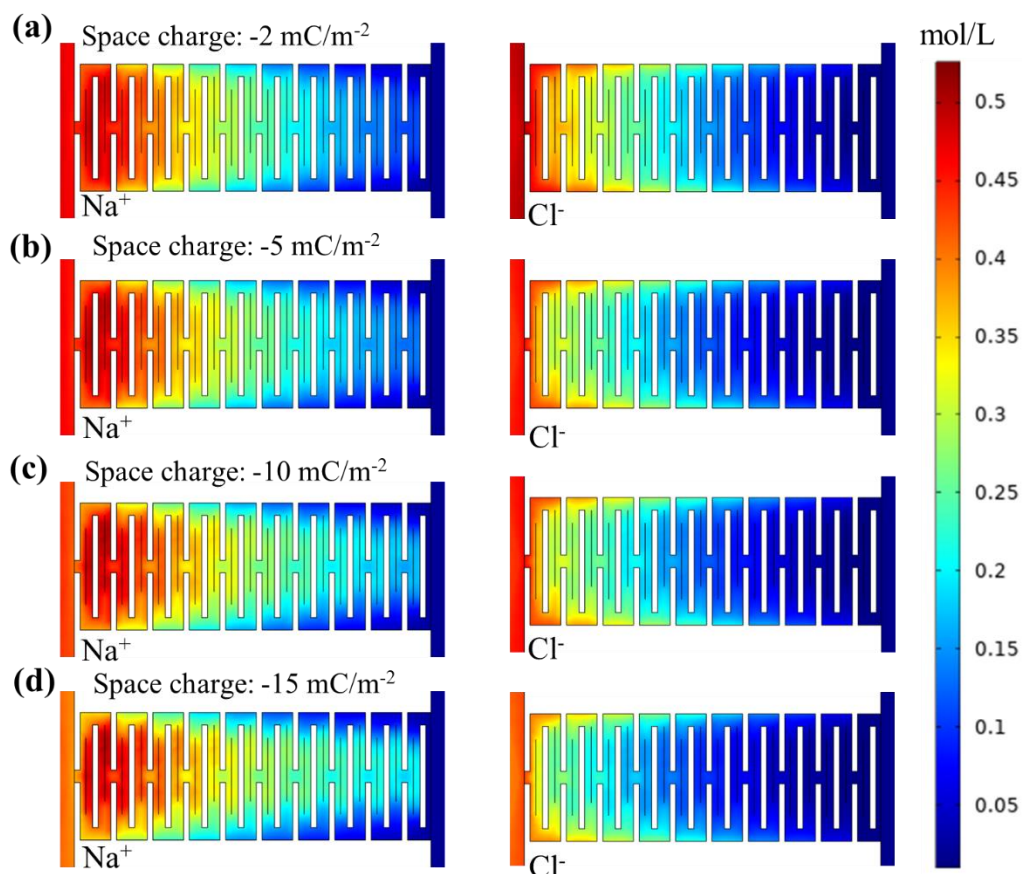 (a)
Space charge: -2 mC/m⁻²
mol/L
Na⁺
Cl⁻
(b)
Space charge: -5 mC/m⁻²
Na⁺
Cl⁻
(c)
Space charge: -10 mC/m⁻²
Na⁺
Cl⁻
(d)
Space charge: -15 mC/m⁻²
Na⁺
Cl⁻
0.5
0.45
0.4
0.35
0.3
0.25
0.2
0.15
0.1
0.05